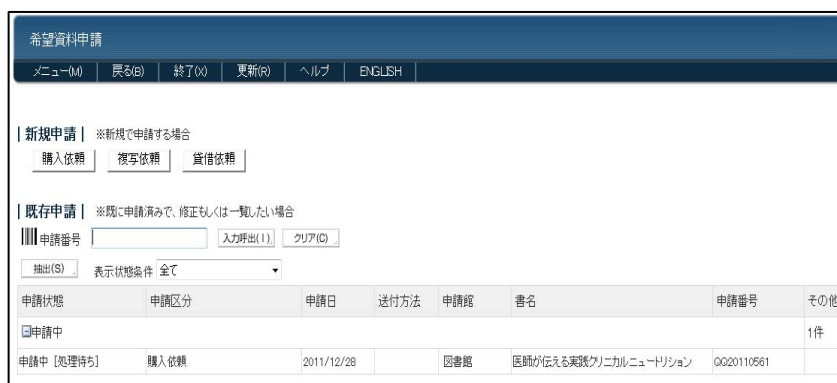 希望資料申請
メニュー(M) 戻る(B) 終了(X) 更新(R) ヘルプ ENGLISH
|新規申請| ※新規で申請する場合
購入依頼 複写依頼 貸借依頼
|既存申請| ※既に申請済みで、修正もしくは一覧したい場合
申請番号 入力呼出(I) クリア(C)
抽出(S) 表示状態条件 全て
申請状態 申請区分 申請日 送付方法 申請館 書名 申請番号 その他
申請中 1件
申請中 [処理待ち] 購入依頼 2011/12/28 図書館 医師が伝える実践クリニカルニュートリション QQ20110561